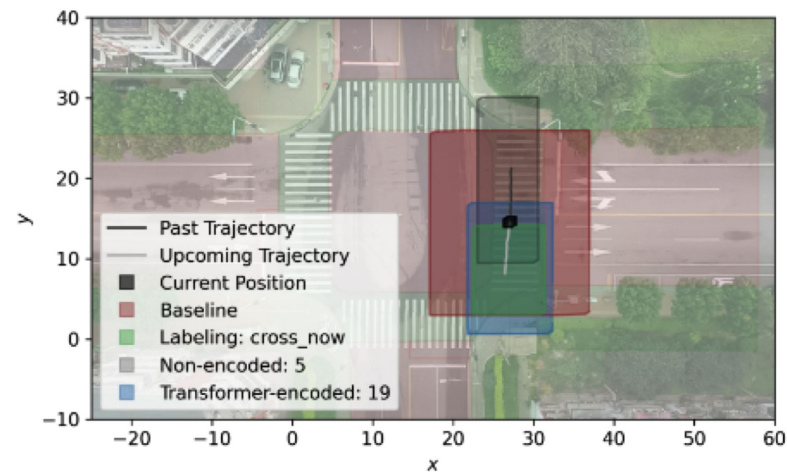 40
30
20
10
0
−10
y
Past Trajectory
Upcoming Trajectory
Current Position
Baseline
Labeling: cross_now
Non-encoded: 5
Transformer-encoded: 19
−20 −10 0 10 20 30 40 50 60
x